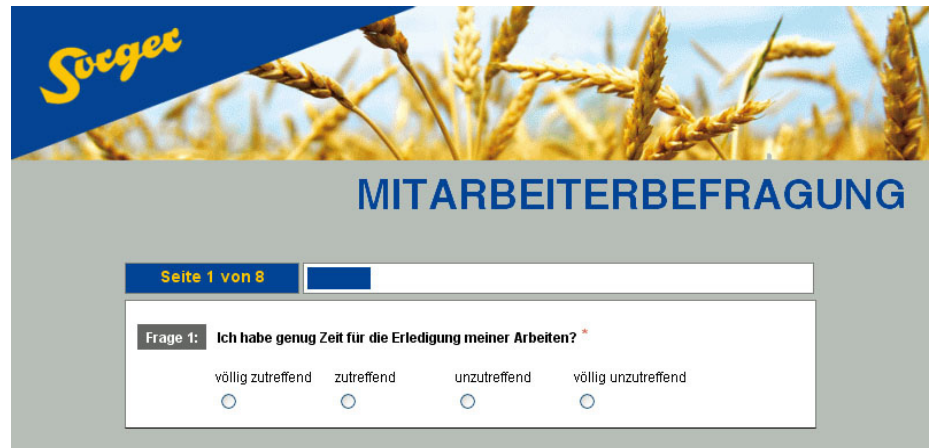 Sorger
MITARBEITERBEFRAGUNG
Seite 1 von 8
Frage 1: Ich habe genug Zeit für die Erledigung meiner Arbeiten? *
völlig zutreffend zutreffend unzutreffend völlig unzutreffend